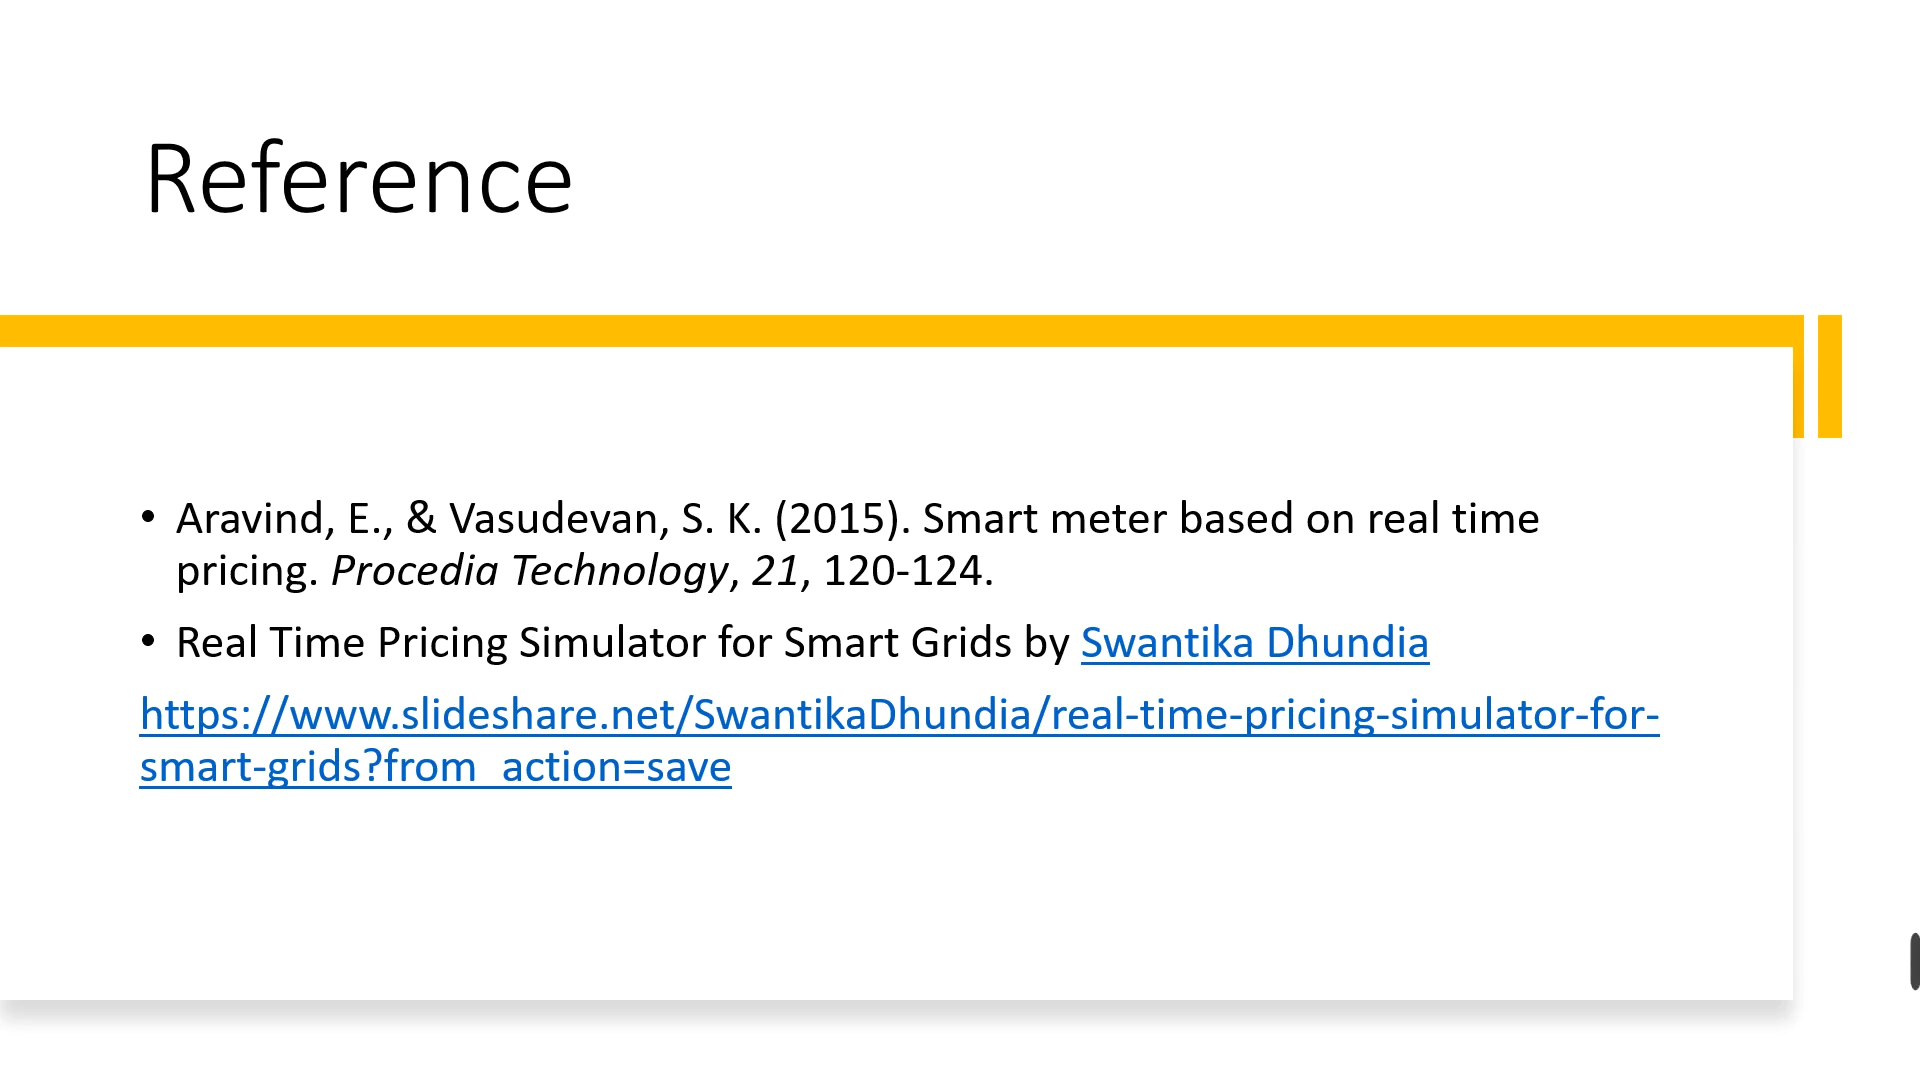 Reference
• Aravind, E., & Vasudevan, S. K. (2015). Smart meter based on real time
pricing. Procedia Technology, 21, 120-124.
• Real Time Pricing Simulator for Smart Grids by Swantika Dhundia
https://www.slideshare.net/SwantikaDhundia/real-time-pricing-simulator-for-
smart-grids?from_action=save